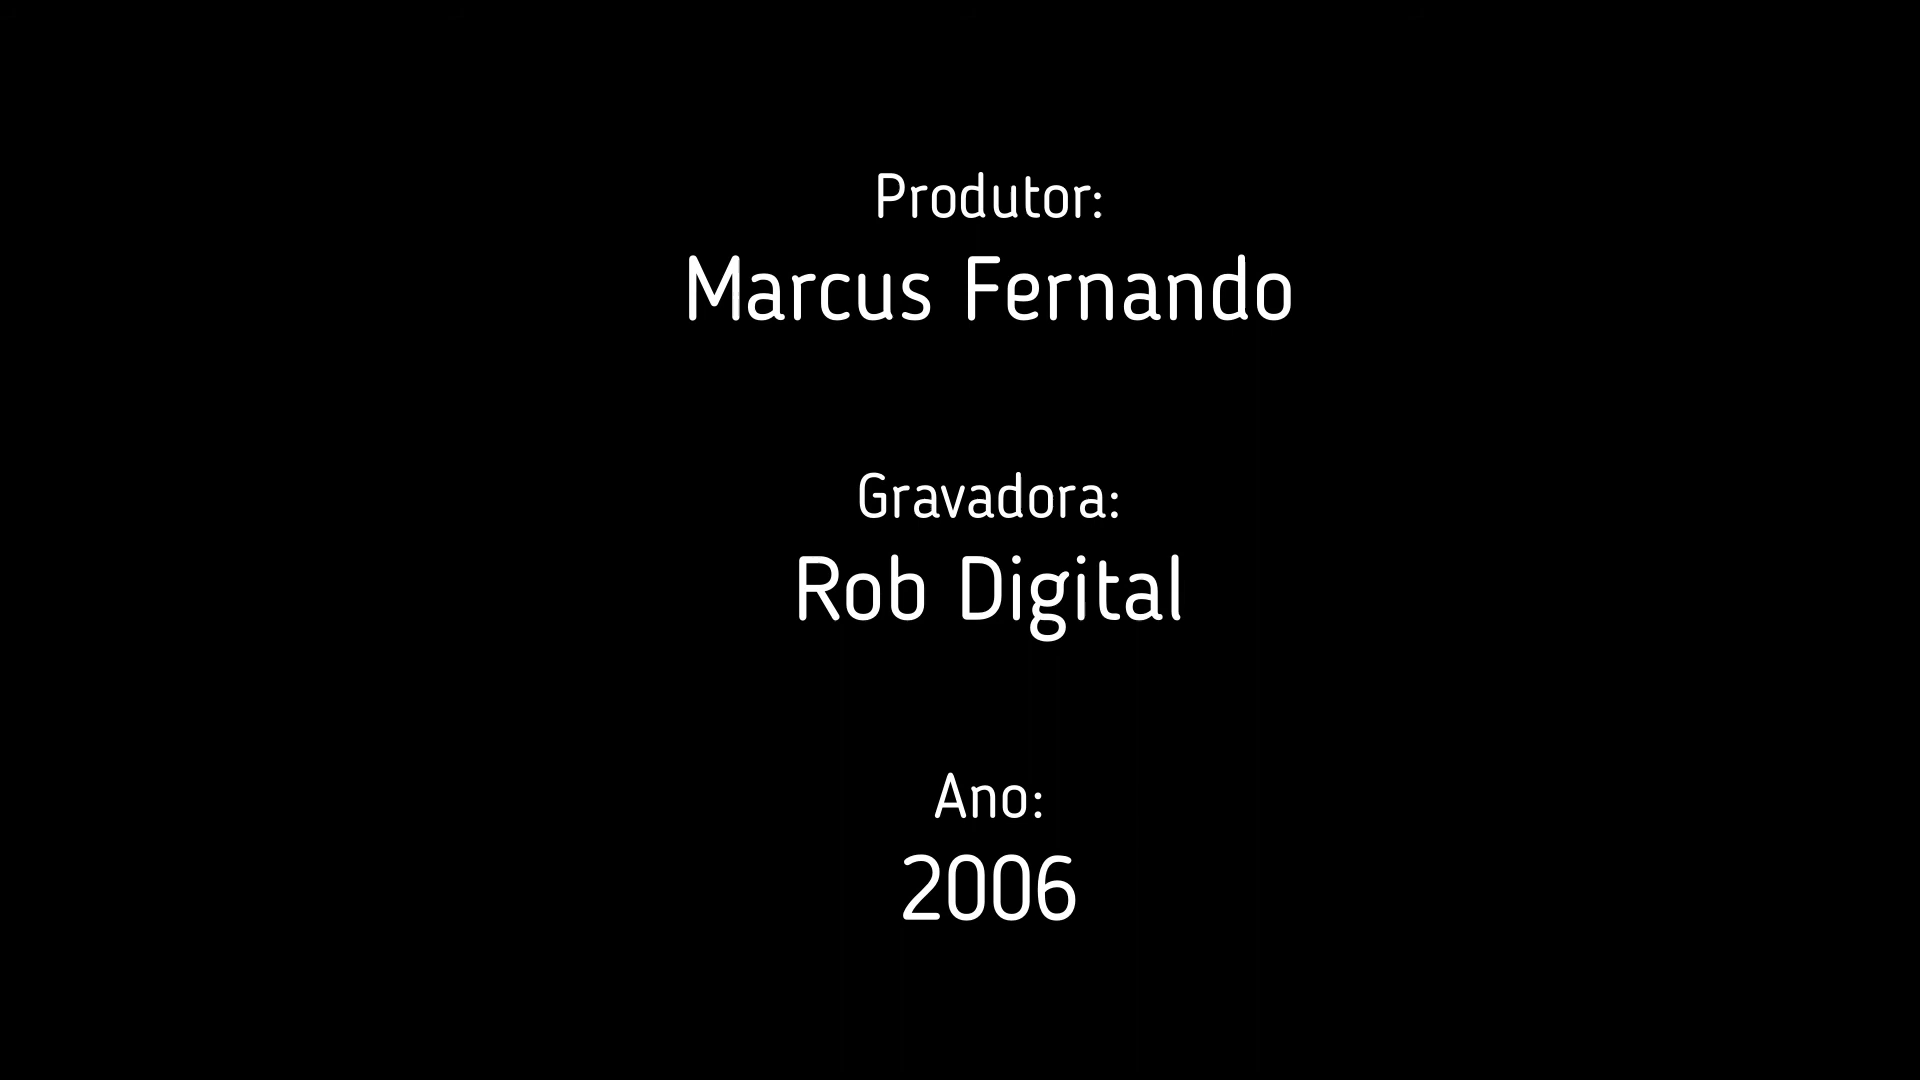 Produtor:
Marcus Fernando
Gravadora:
Rob Digital
Ano:
2006